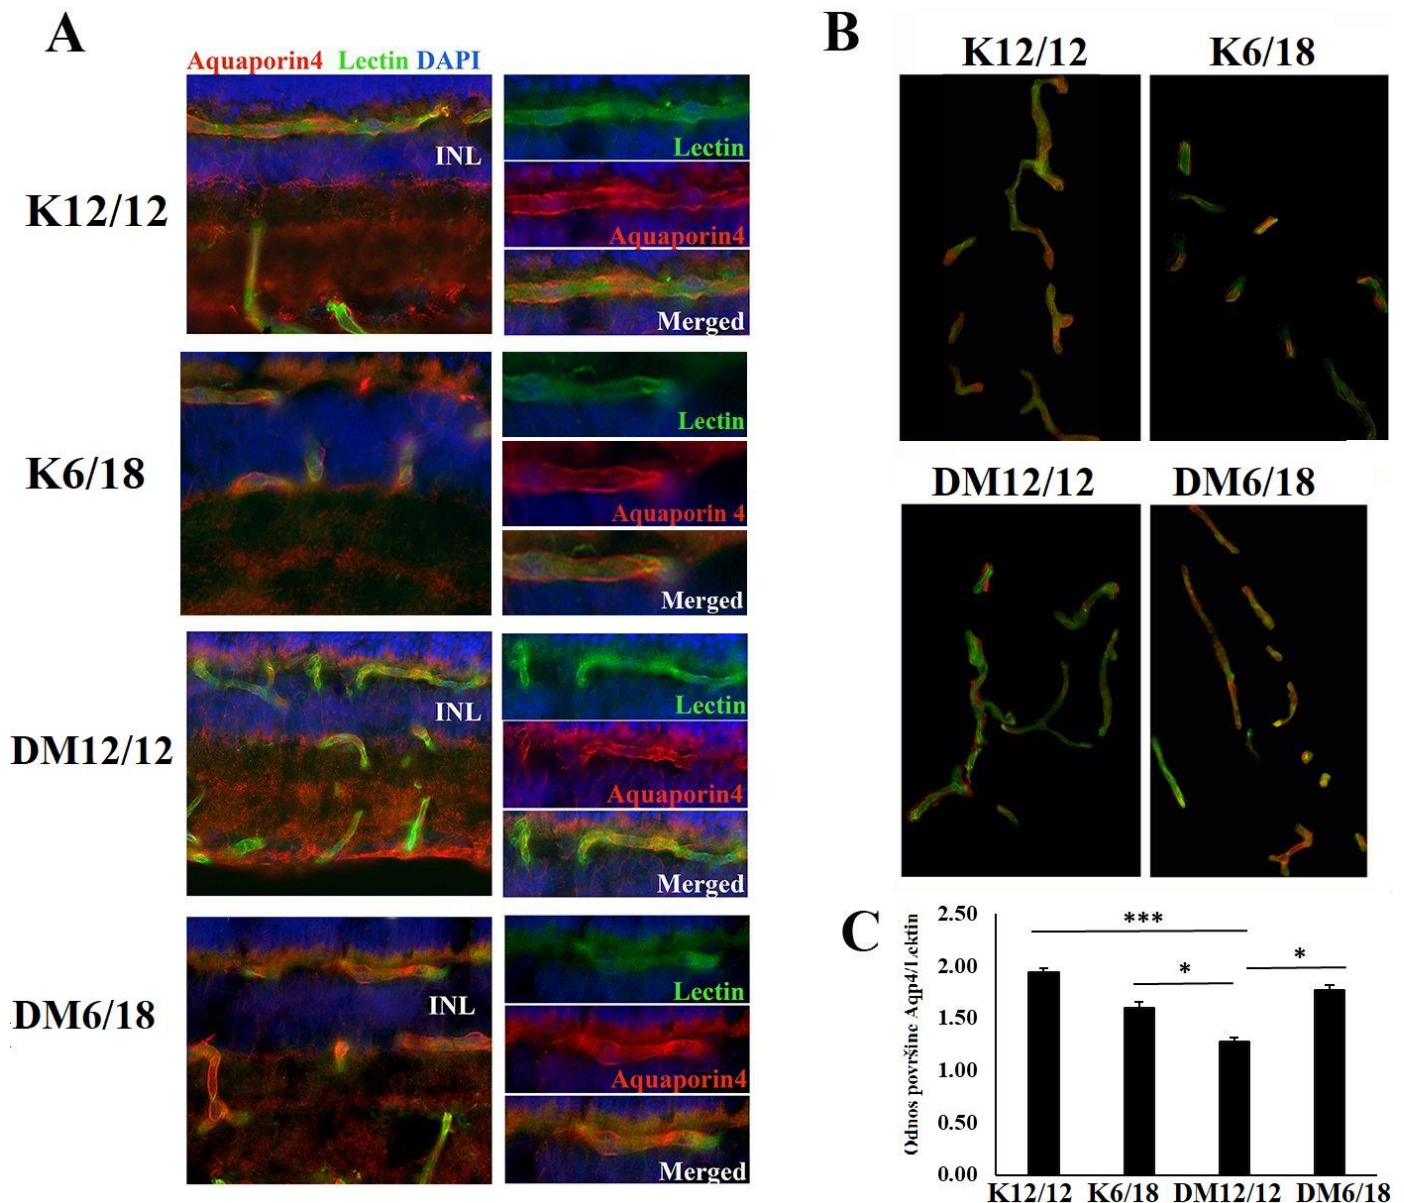 A
Aquaporin4 Lectin DAPI
K12/12
INL
Lectin
Aquaporin4
Merged
K6/18
Lectin
Aquaporin 4
Merged
DM12/12
INL
Lectin
Aquaporin4
Merged
DM6/18
INL
Lectin
Aquaporin4
Merged
B
K12/12 K6/18
DM12/12 DM6/18
C
Odnos površine Aqp4/Lektin
2.50
2.00
1.50
1.00
0.50
0.00
***
*
*
K12/12 K6/18 DM12/12 DM6/18